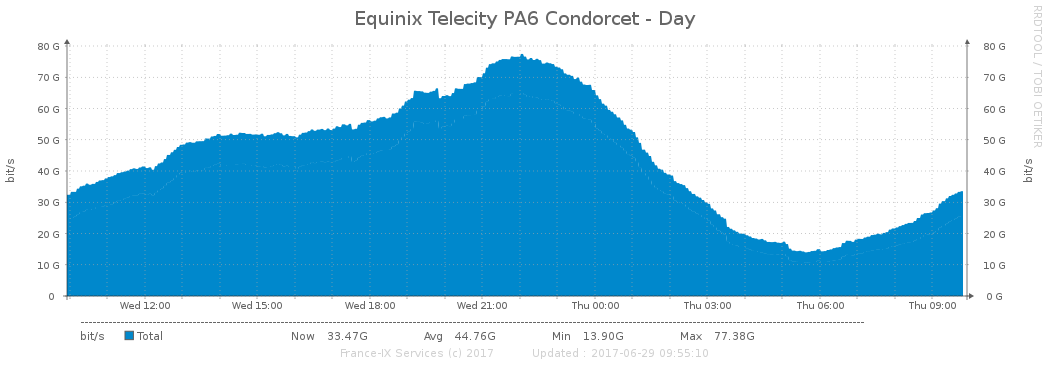 Equinix Telecity PA6 Condorcet - Day
RRDTOOL / TOBI OETIKER
80 G 80 G
70 G 70 G
60 G 60 G
50 G 50 G
40 G 40 G
30 G 30 G
20 G 20 G
10 G 10 G
0 0 G
bit/s
bit/s
Wed 12:00 Wed 15:00 Wed 18:00 Wed 21:00 Thu 00:00 Thu 03:00 Thu 06:00 Thu 09:00
bit/s Total Now 33.47G Avg 44.76G Min 13.90G Max 77.38G
France-IX Services (c) 2017 Updated : 2017-06-29 09:55:10